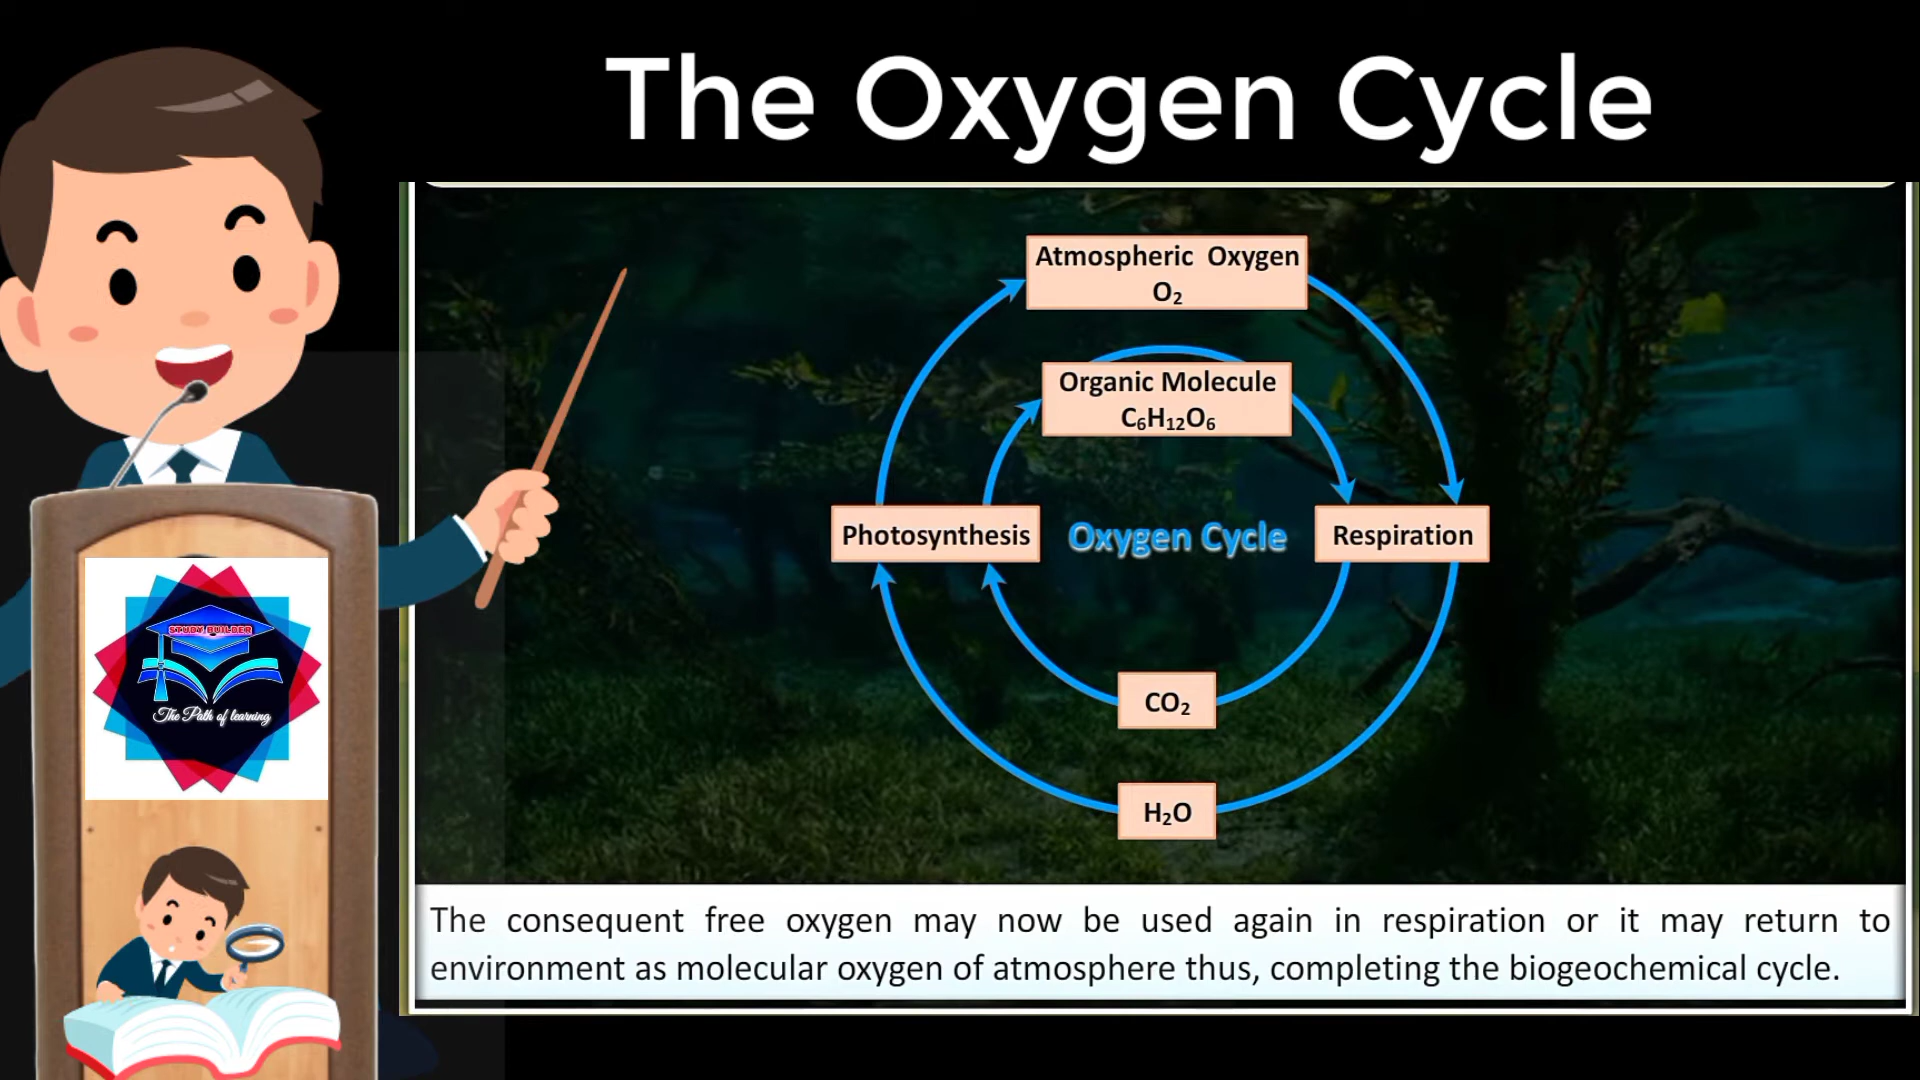 The Oxygen Cycle
Atmospheric Oxygen
O₂
Organic Molecule
C₆H₁₂O₆
Photosynthesis
Oxygen Cycle
Respiration
CO₂
H₂O
STUDY BUILDER
The Path of learning
The consequent free oxygen may now be used again in respiration or it may return to
environment as molecular oxygen of atmosphere thus, completing the biogeochemical cycle.